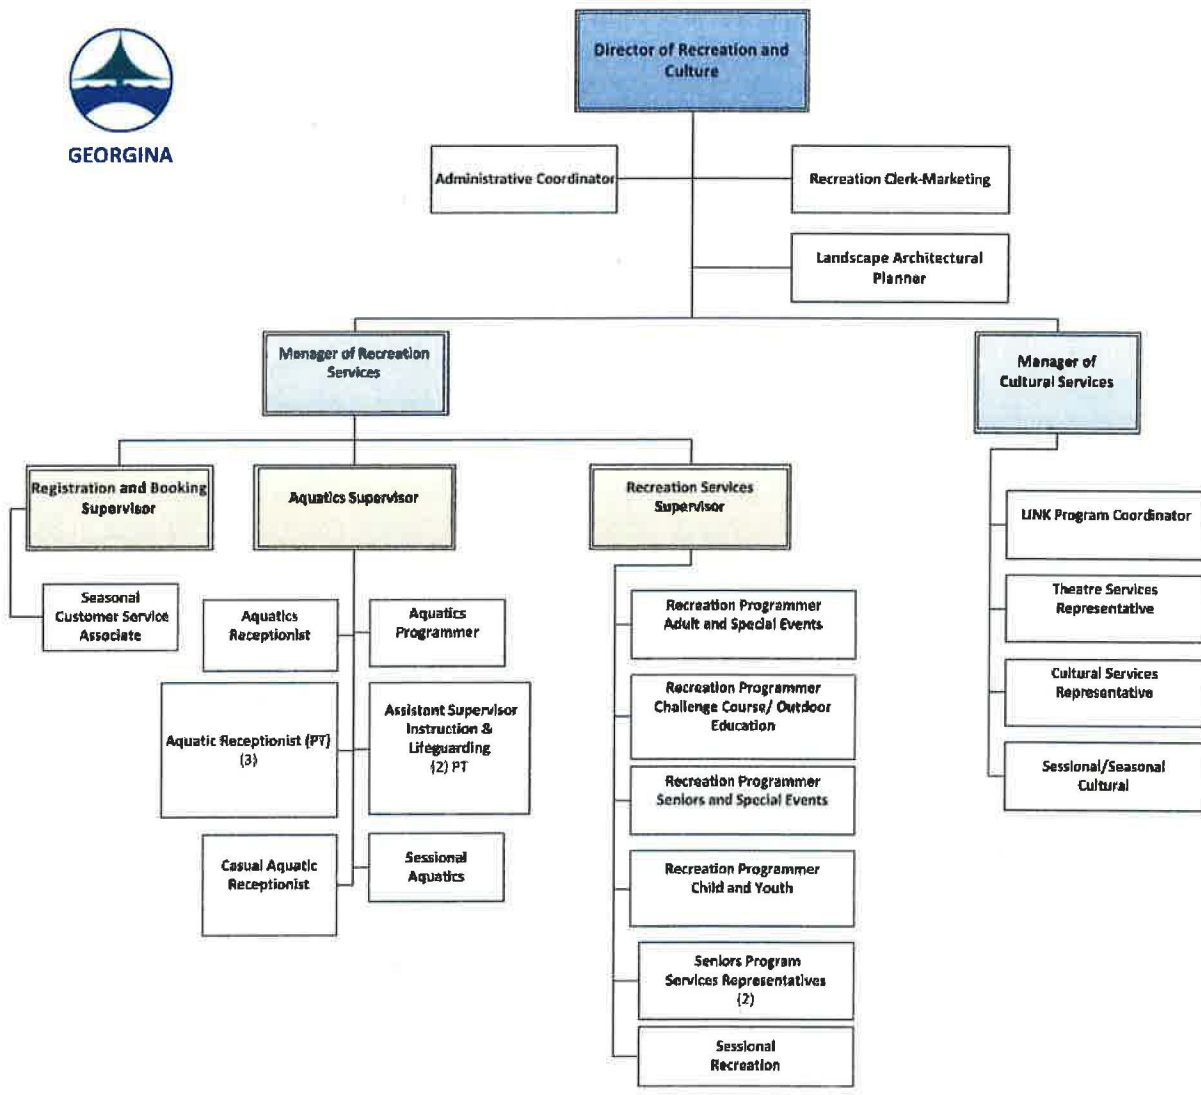 Director of Recreation and
Culture
GEORGINA
Administrative Coordinator
Recreation Clerk-Marketing
Landscape Architectural
Planner
Manager of Recreation
Services
Manager of
Cultural Services
Registration and Booking
Supervisor
Aquatics Supervisor
Recreation Services
Supervisor
LINK Program Coordinator
Seasonal
Customer Service
Associate
Aquatics
Receptionist
Aquatics
Programmer
Recreation Programmer
Adult and Special Events
Theatre Services
Representative
Aquatic Receptionist (PT)
(3)
Assistant Supervisor
Instruction &
Lifeguarding
(2) PT
Recreation Programmer
Challenge Course/ Outdoor
Education
Cultural Services
Representative
Recreation Programmer
Seniors and Special Events
Sessional/Seasonal
Cultural
Casual Aquatic
Receptionist
Sessional
Aquatics
Recreation Programmer
Child and Youth
Seniors Program
Services Representatives
(2)
Sessional
Recreation